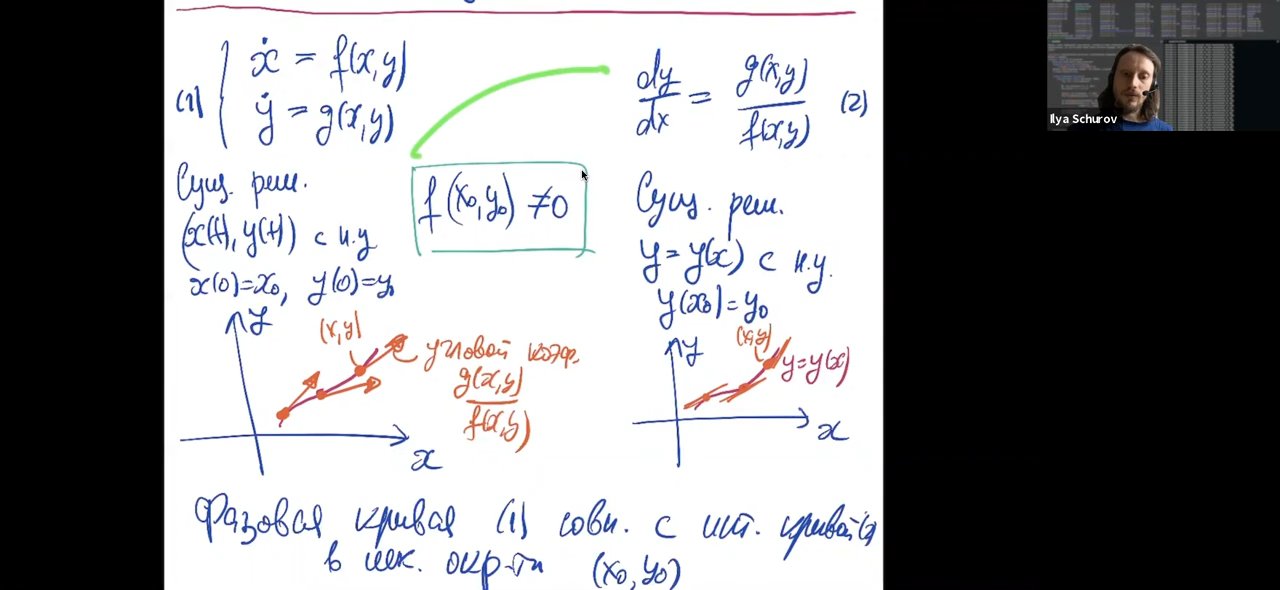 (1) ẋ = f(x,y)
ẏ = g(x,y)
dy/dx = g(x,y)/f(x,y) (2)
Сущ. реш.
(x(t), y(t)) с н.у
x(0)=x₀, y(0)=y₀
f(x₀,y₀) ≠0
Сущ. реш.
y=y(x) с н.у.
y(x₀)=y₀
y
(x,y)
угловой коэф.
g(x,y)/f(x,y)
x
y
(x,y)
y=y(x)
x
Фазовая кривая (1) совп. с инт. кривой (2)
в нек. окр-ти (x₀, y₀)
Ilya Schurov